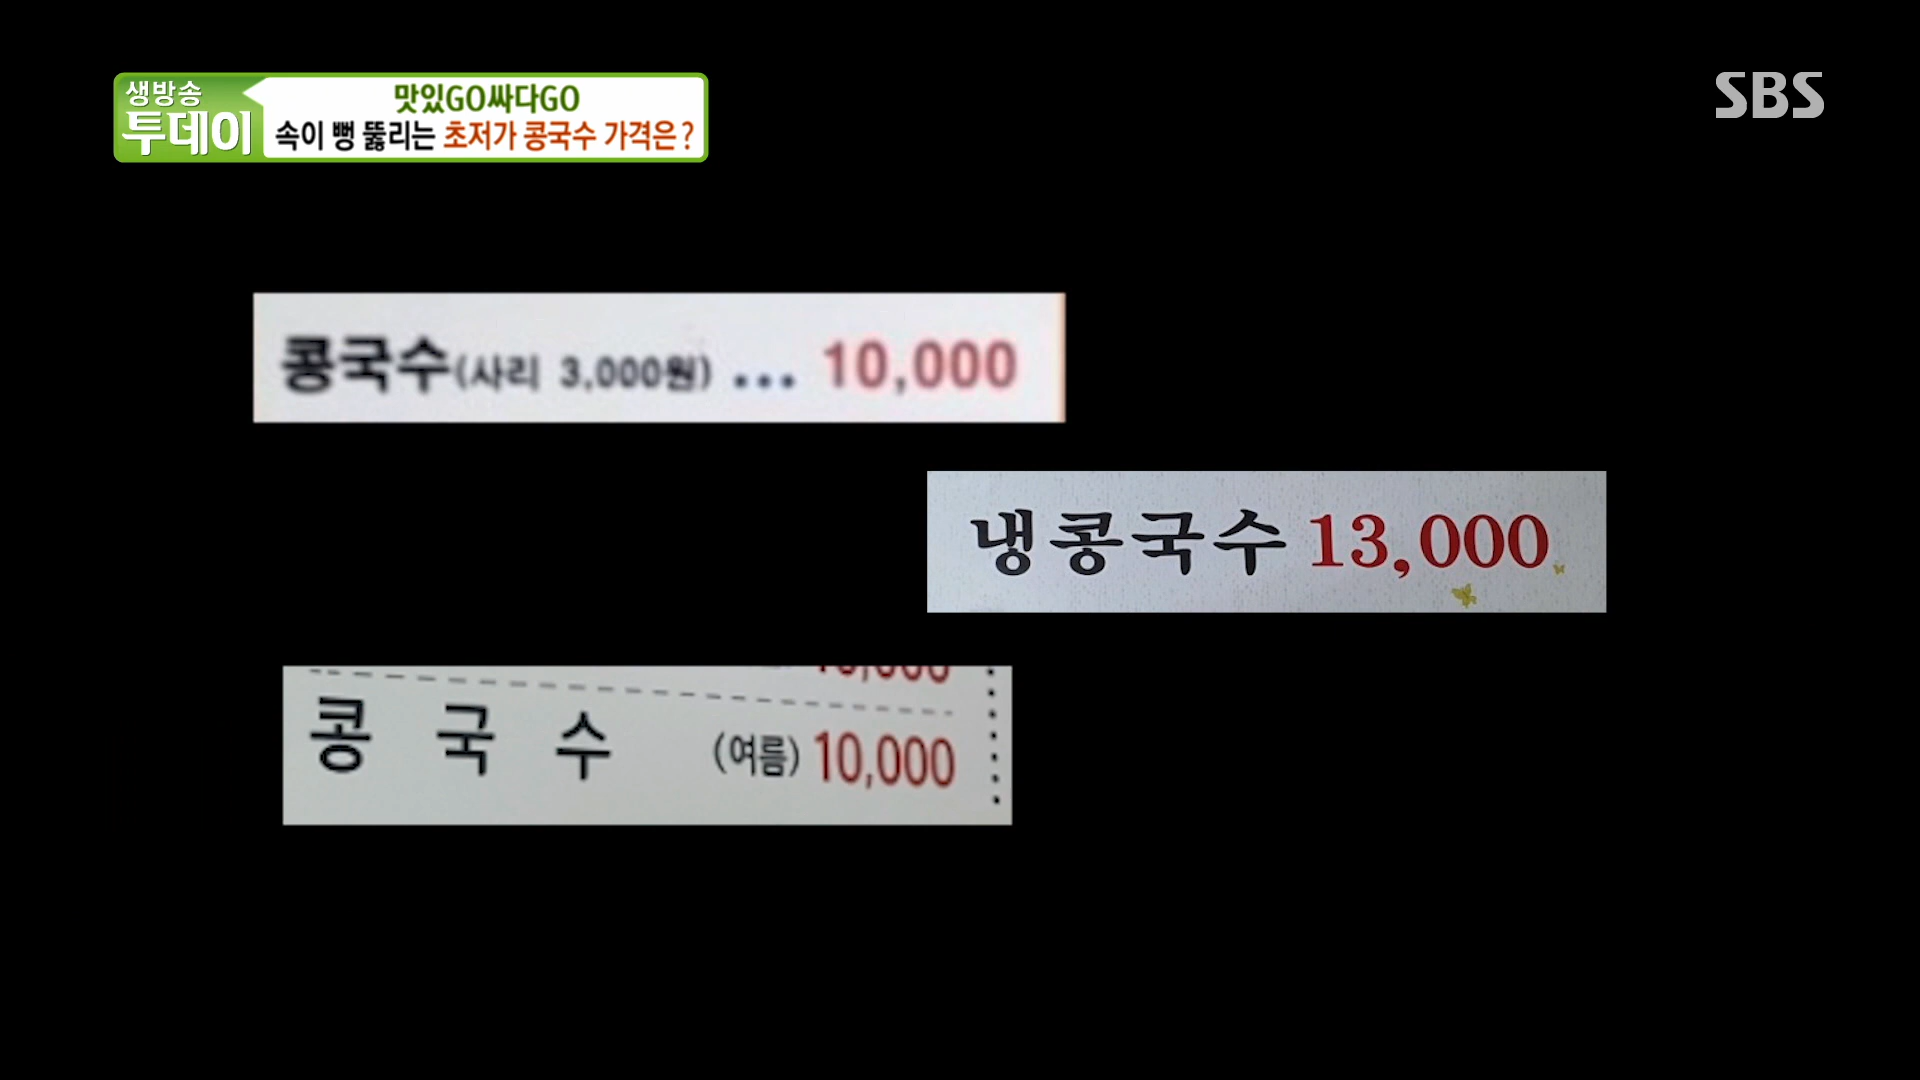 생방송
투데이
맛있GO싸다GO
속이 뻥 뚫리는 초저가 콩국수 가격은?
SBS
콩국수(사리 3,000원) ... 10,000
냉콩국수 13,000
콩 국 수 (여름) 10,000